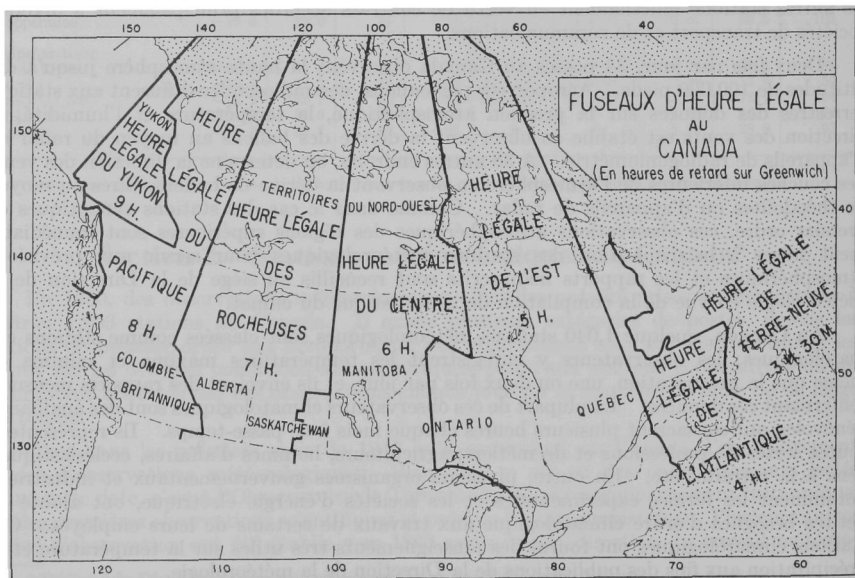 150 140 120 100 80 60 50 40
FUSEAUX D'HEURE LÉGALE
AU
CANADA
(En heures de retard sur Greenwich)
150
140
130
YUKON
HEURE
LÉGALE
DU YUKON
9 H.
HEURE
LÉGALE
DU
PACIFIQUE
8 H.
COLOMBIE-
BRITANNIQUE
TERRITOIRES
DU NORD-OUEST
HEURE LÉGALE
DES
ROCHEUSES
7 H.
ALBERTA
SASKATCHEWAN
HEURE LÉGALE
DU CENTRE
6 H.
MANITOBA
ONTARIO
HEURE
LÉGALE
DE L'EST
5 H.
QUÉBEC
HEURE LÉGALE
DE
TERRE-NEUVE
3 H. 30 M.
HEURE
LÉGALE
DE
L'ATLANTIQUE
4 H.
50
120 110 100 90 80 70 60